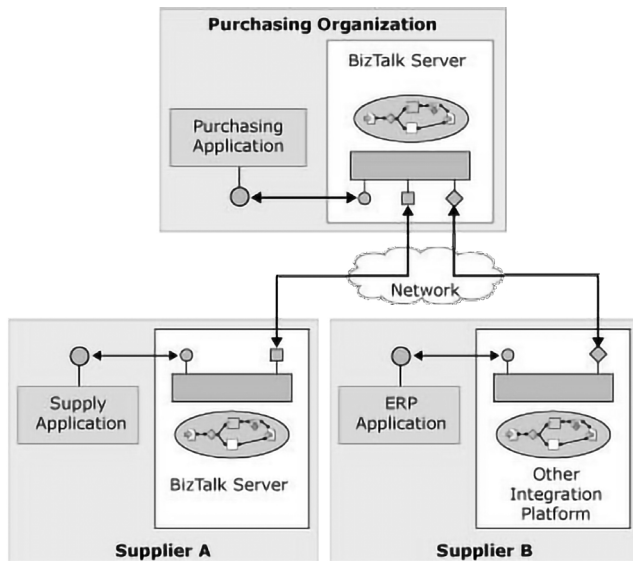 Purchasing Organization
BizTalk Server
Purchasing
Application
Network
Supply
Application
BizTalk Server
Supplier A
ERP
Application
Other
Integration
Platform
Supplier B